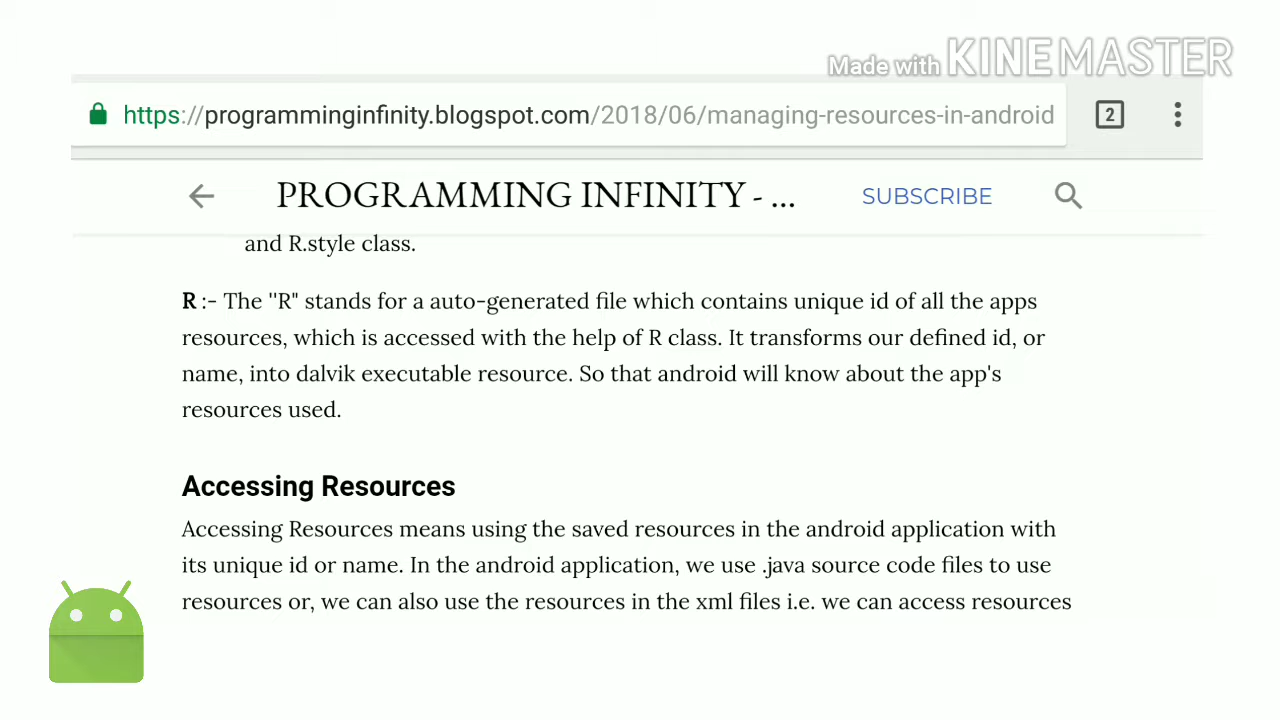 Made with KINEMASTER
https://programminginfinity.blogspot.com/2018/06/managing-resources-in-android
2
PROGRAMMING INFINITY - ...
SUBSCRIBE
and R.style class.
R :- The "R" stands for a auto-generated file which contains unique id of all the apps
resources, which is accessed with the help of R class. It transforms our defined id, or
name, into dalvik executable resource. So that android will know about the app's
resources used.
Accessing Resources
Accessing Resources means using the saved resources in the android application with
its unique id or name. In the android application, we use .java source code files to use
resources or, we can also use the resources in the xml files i.e. we can access resources